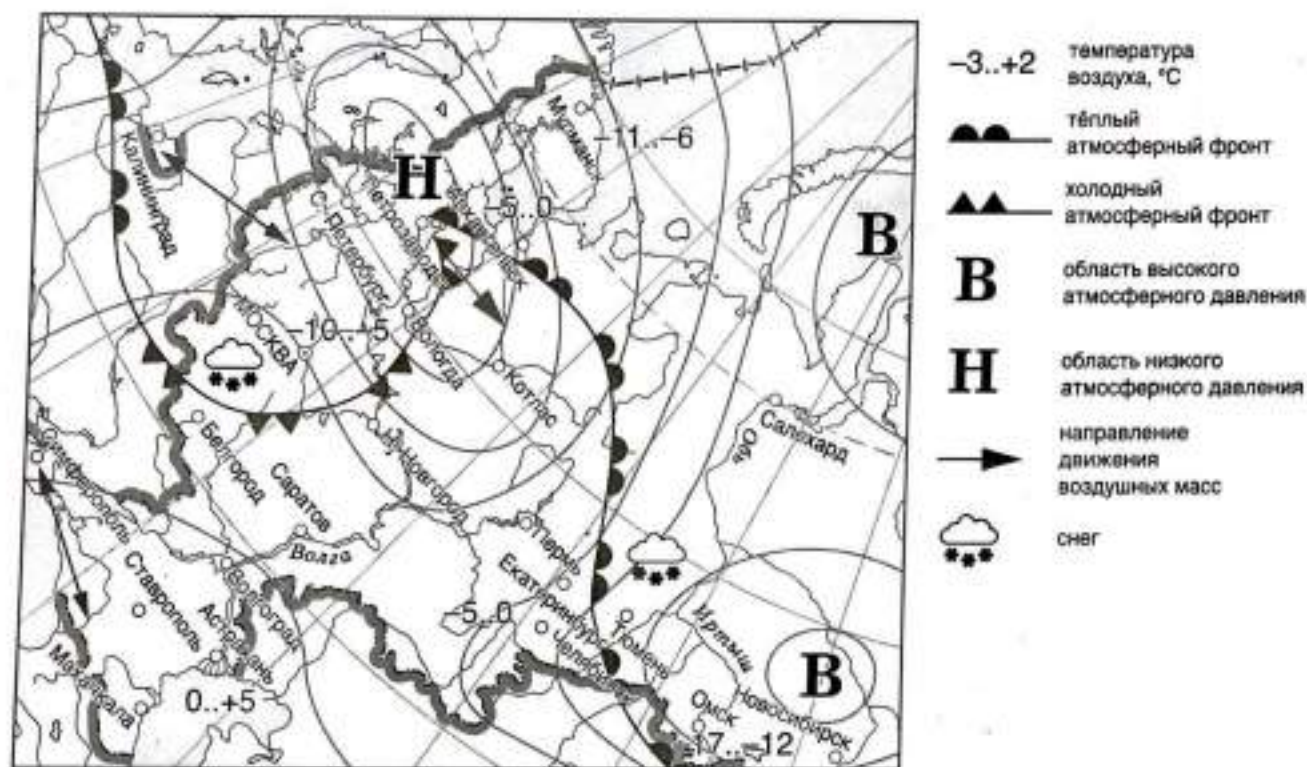 Мурманск
–11..–6
Калининград
Н
Петрозаводск
С.-Петербург
Архангельск
–5..0
В
МОСКВА
–10..–5
Вологда
Котлас
Салехард
Обь
Симферополь
Белгород
Саратов
Н.Новгород
Волга
Пермь
Ставрополь
Волгоград
Астрахань
Екатеринбург
Челябинск
Тюмень
Иртыш
–5..0
В
Махачкала
0..+5
Омск
Новосибирск
–17..–12
–3..+2
температура
воздуха, °С
тёплый
атмосферный фронт
холодный
атмосферный фронт
В
область высокого
атмосферного давления
Н
область низкого
атмосферного давления
направление
движения
воздушных масс
снег